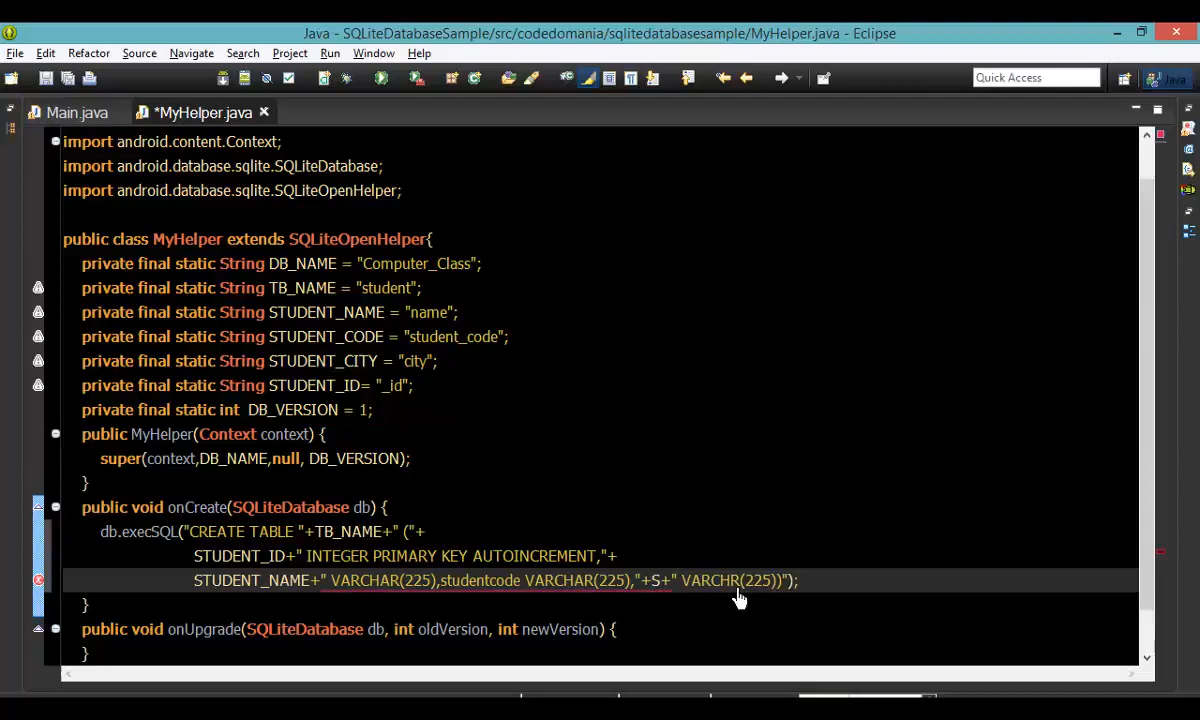 Java - SQLiteDatabaseSample/src/codedomania/sqlitedatabasesample/MyHelper.java - Eclipse
File Edit Refactor Source Navigate Search Project Run Window Help
Quick Access
Java
Main.java
*MyHelper.java
import android.content.Context;
import android.database.sqlite.SQLiteDatabase;
import android.database.sqlite.SQLiteOpenHelper;
public class MyHelper extends SQLiteOpenHelper{
private final static String DB_NAME = "Computer_Class";
private final static String TB_NAME = "student";
private final static String STUDENT_NAME = "name";
private final static String STUDENT_CODE = "student_code";
private final static String STUDENT_CITY = "city";
private final static String STUDENT_ID= "_id";
private final static int DB_VERSION = 1;
public MyHelper(Context context) {
super(context,DB_NAME,null, DB_VERSION);
}
public void onCreate(SQLiteDatabase db) {
db.execSQL("CREATE TABLE "+TB_NAME+" ("+
STUDENT_ID+" INTEGER PRIMARY KEY AUTOINCREMENT,"+
STUDENT_NAME+" VARCHAR(225),studentcode VARCHAR(225),"+S+" VARCHR(225))");
}
public void onUpgrade(SQLiteDatabase db, int oldVersion, int newVersion) {
}